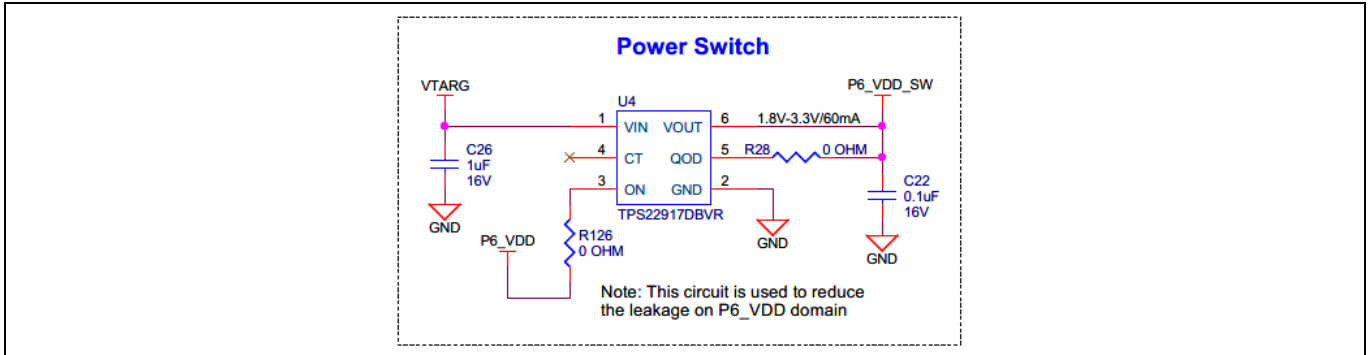 Power Switch
VTARG
P6_VDD_SW
U4
1
VIN
VOUT
6
1.8V-3.3V/60mA
C26
1uF
16V
4
CT
QOD
5
R28
0 OHM
3
ON
GND
2
C22
0.1uF
16V
TPS22917DBVR
GND
P6_VDD
R126
0 OHM
GND
GND
Note: This circuit is used to reduce
the leakage on P6_VDD domain